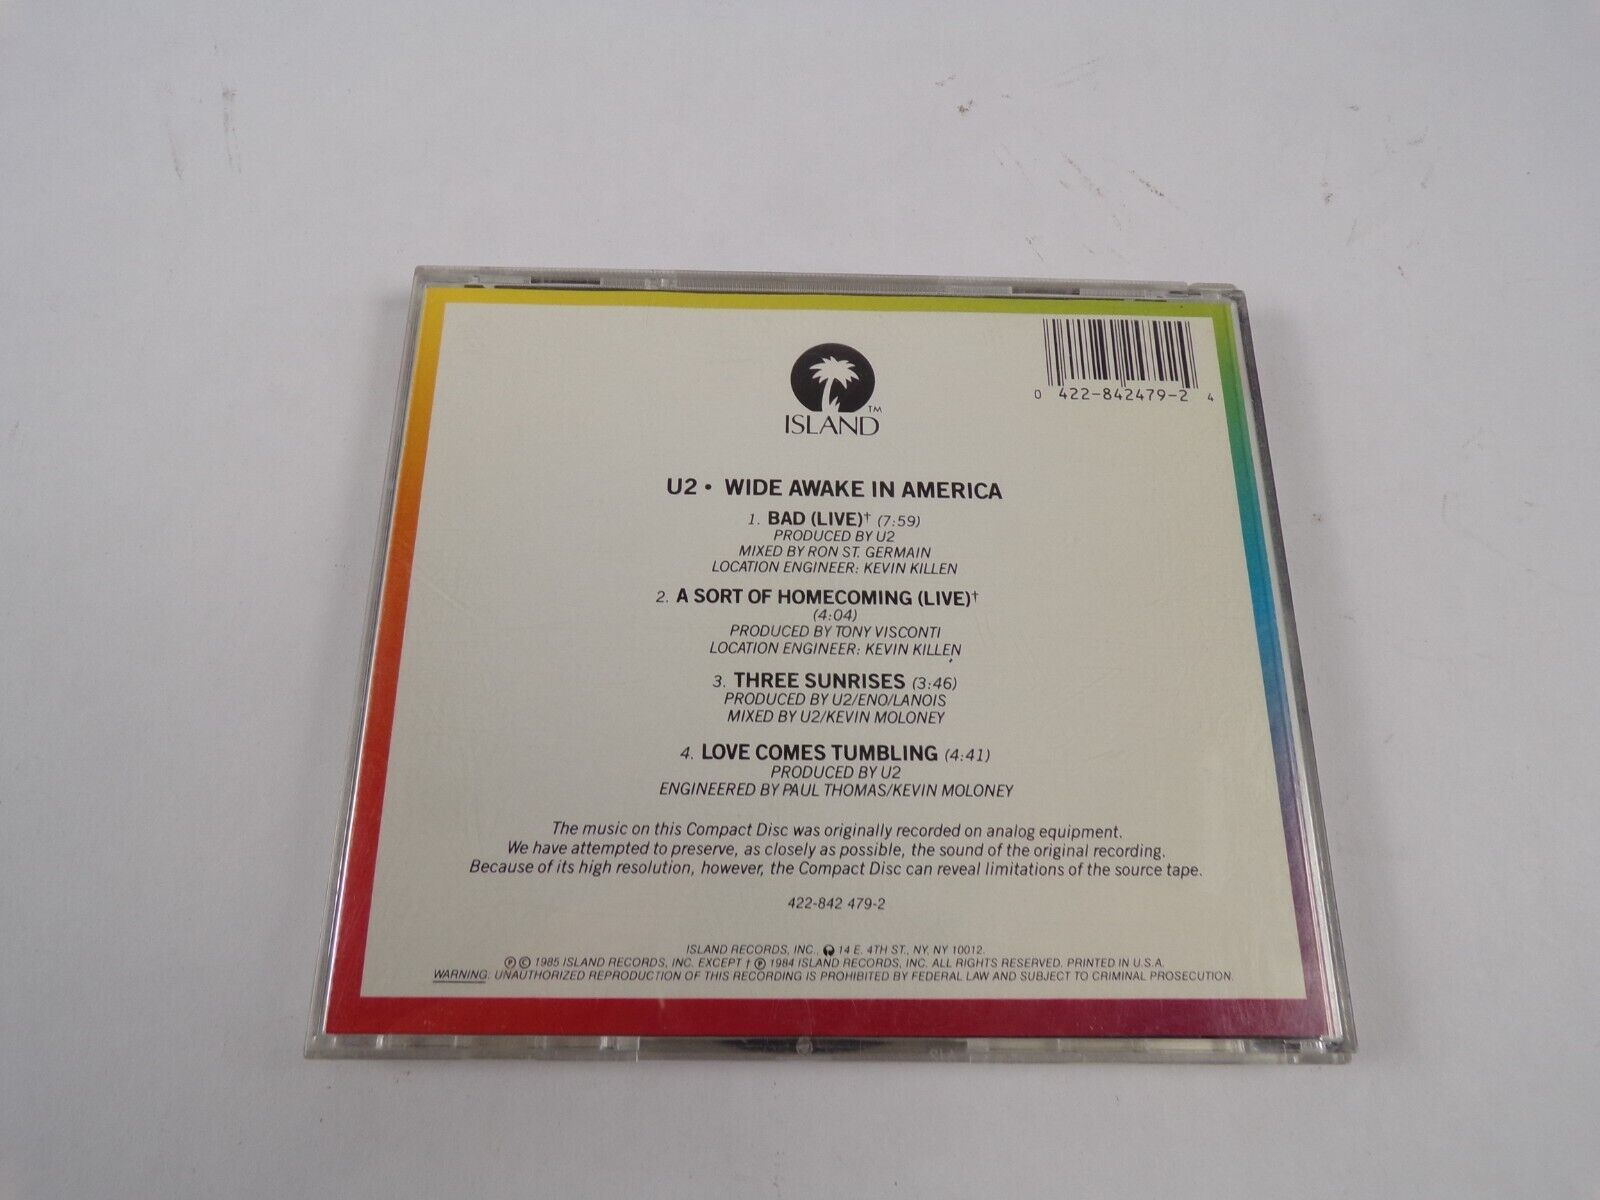 TM
ISLAND
0 422-842479-2 4
U2 • WIDE AWAKE IN AMERICA
1. BAD (LIVE)† (7:59)
PRODUCED BY U2
MIXED BY RON ST. GERMAIN
LOCATION ENGINEER: KEVIN KILLEN
2. A SORT OF HOMECOMING (LIVE)†
(4:04)
PRODUCED BY TONY VISCONTI
LOCATION ENGINEER: KEVIN KILLEN
3. THREE SUNRISES (3:46)
PRODUCED BY U2/ENO/LANOIS
MIXED BY U2/KEVIN MOLONEY
4. LOVE COMES TUMBLING (4:41)
PRODUCED BY U2
ENGINEERED BY PAUL THOMAS/KEVIN MOLONEY
The music on this Compact Disc was originally recorded on analog equipment.
We have attempted to preserve, as closely as possible, the sound of the original recording.
Because of its high resolution, however, the Compact Disc can reveal limitations of the source tape.
422-842 479-2
ISLAND RECORDS, INC., 14 E. 4TH ST., NY, NY 10012.
℗ © 1985 ISLAND RECORDS, INC. EXCEPT † ℗ 1984 ISLAND RECORDS, INC. ALL RIGHTS RESERVED. PRINTED IN U.S.A.
WARNING: UNAUTHORIZED REPRODUCTION OF THIS RECORDING IS PROHIBITED BY FEDERAL LAW AND SUBJECT TO CRIMINAL PROSECUTION.